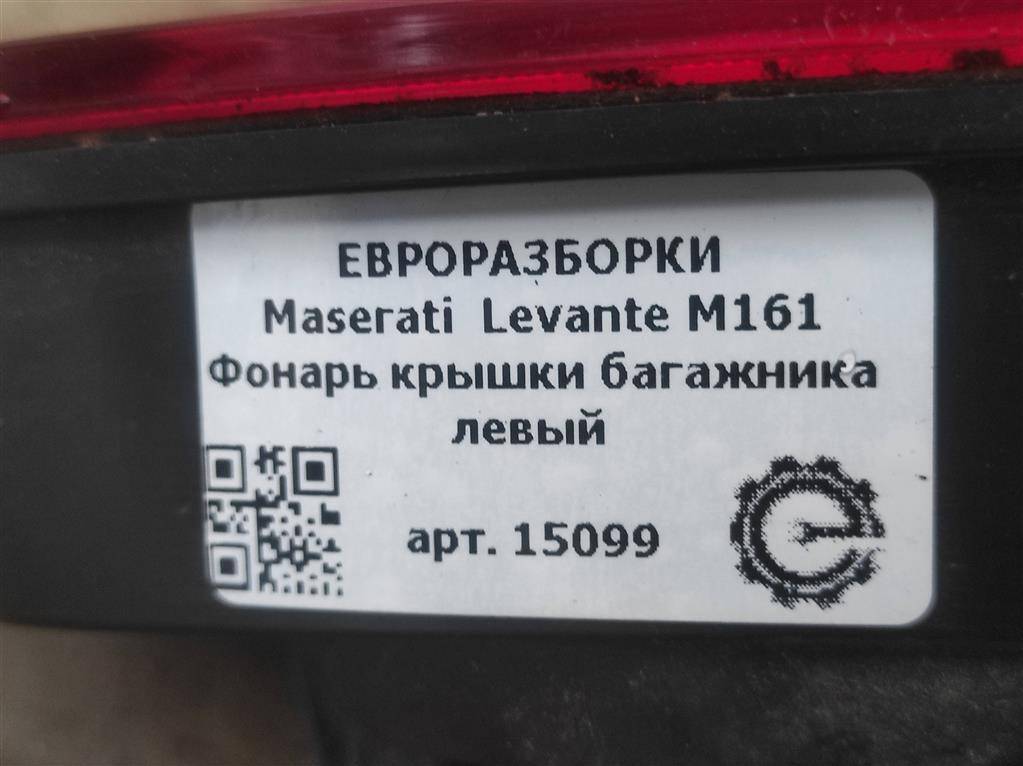 ЕВРОРАЗБОРКИ
Maserati Levante M161
Фонарь крышки багажника
левый
арт. 15099